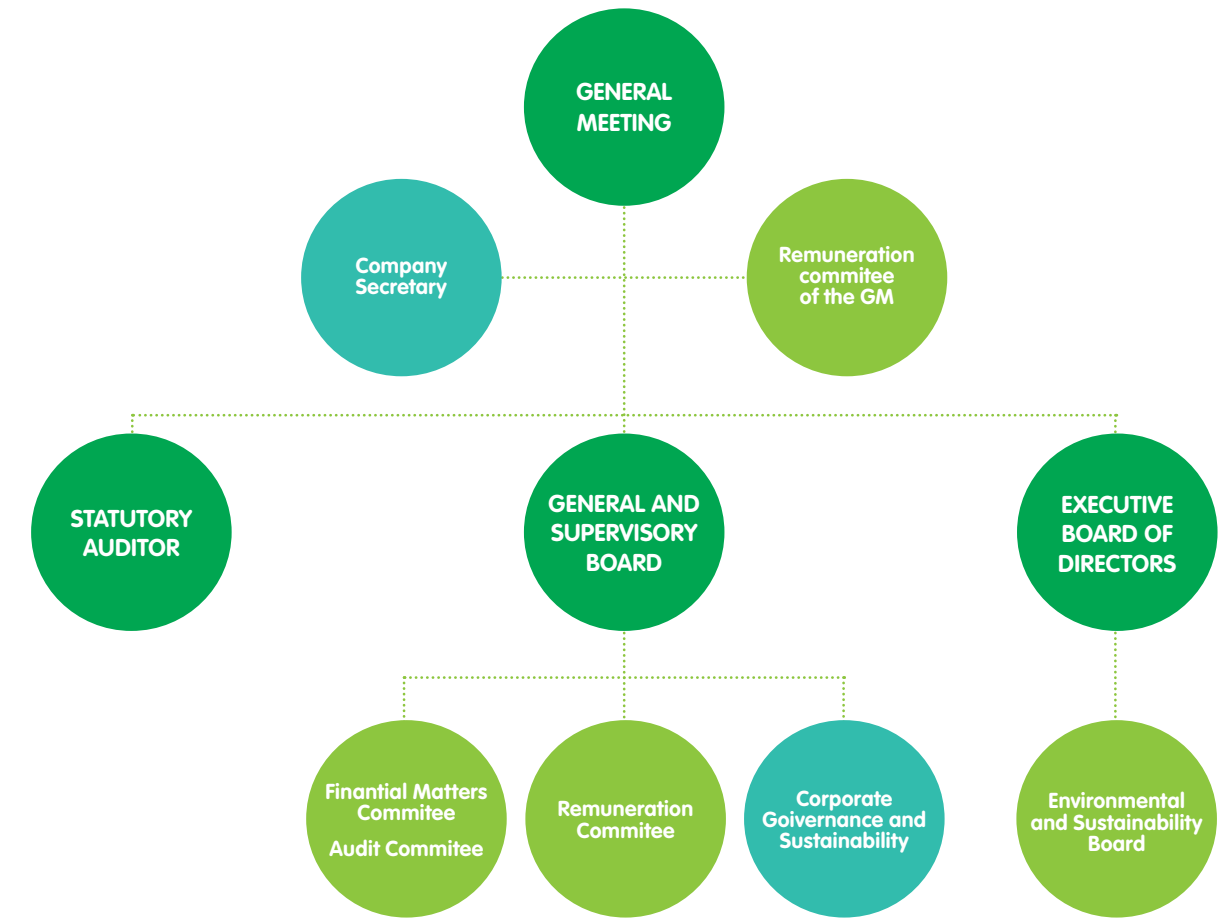 GENERAL
MEETING
Company
Secretary
Remuneration
commitee
of the GM
STATUTORY
AUDITOR
GENERAL AND
SUPERVISORY
BOARD
EXECUTIVE
BOARD OF
DIRECTORS
Finantial Matters
Commitee
Audit Commitee
Remuneration
Commitee
Corporate
Goivernance and
Sustainability
Environmental
and Sustainability
Board